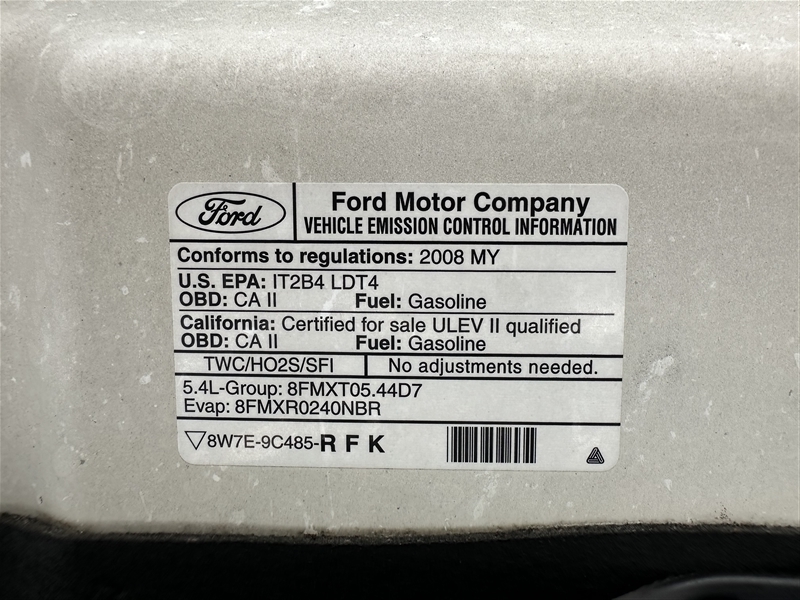 Ford
Ford Motor Company
VEHICLE EMISSION CONTROL INFORMATION
Conforms to regulations: 2008 MY
U.S. EPA: IT2B4 LDT4
OBD: CA II Fuel: Gasoline
California: Certified for sale ULEV II qualified
OBD: CA II Fuel: Gasoline
TWC/HO2S/SFI No adjustments needed.
5.4L-Group: 8FMXT05.44D7
Evap: 8FMXR0240NBR
8W7E-9C485-R F K